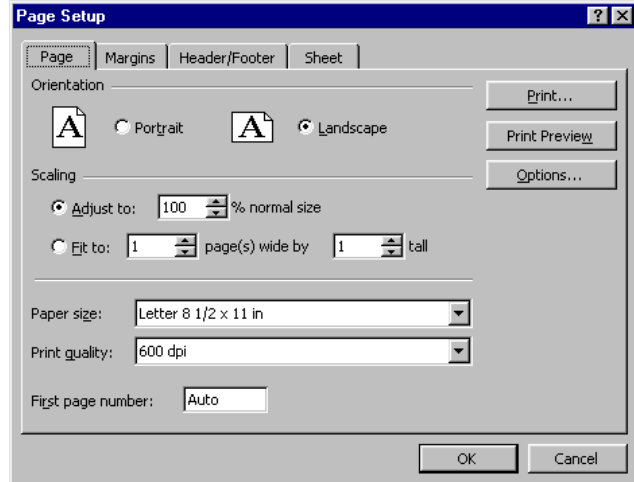 Page Setup
Page Margins Header/Footer Sheet
Orientation
A Portrait A Landscape
Print...
Print Preview
Options...
Scaling
Adjust to: 100 % normal size
Fit to: 1 page(s) wide by 1 tall
Paper size: Letter 8 1/2 x 11 in
Print quality: 600 dpi
First page number: Auto
OK Cancel